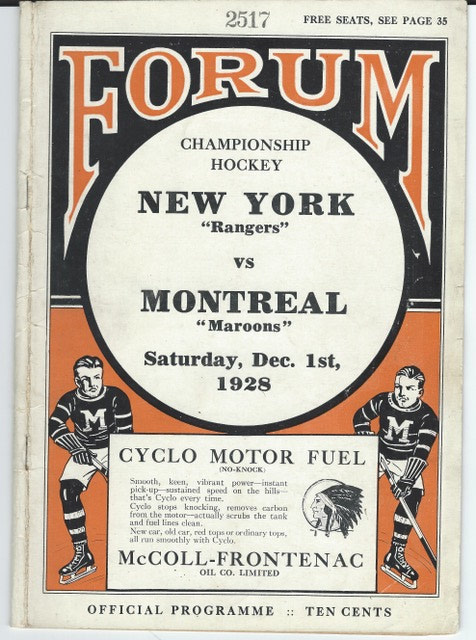 2517
FREE SEATS, SEE PAGE 35
FORUM
CHAMPIONSHIP
HOCKEY
NEW YORK
"Rangers"
vs
MONTREAL
"Maroons"
Saturday, Dec. 1st,
1928
M
M
CYCLO MOTOR FUEL
(NO-KNOCK)
Smooth, keen, vibrant power—instant
pick-up—sustained speed on the hills—
that's Cyclo every time.
Cyclo stops knocking, removes carbon
from the motor—actually scrubs the tank
and fuel lines clean.
New car, old car, red tops or ordinary tops,
all run smoothly with Cyclo.
McCOLL-FRONTENAC
OIL CO. LIMITED
OFFICIAL PROGRAMME :: TEN CENTS